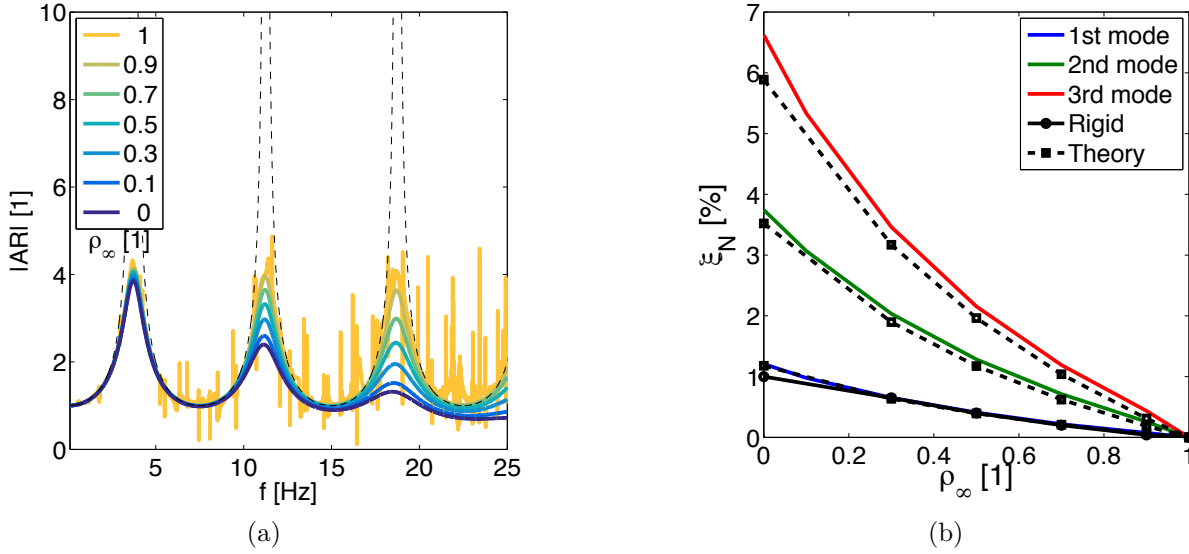 10
8
6
4
2
0
|ARI [1]
5
10
15
20
25
f [Hz]
1
0.9
0.7
0.5
0.3
0.1
0
ρ∞ [1]
(a)
7
6
5
4
3
2
1
0
ξN [%]
0
0.2
0.4
0.6
0.8
1
ρ∞ [1]
1st mode
2nd mode
3rd mode
Rigid
Theory
(b)